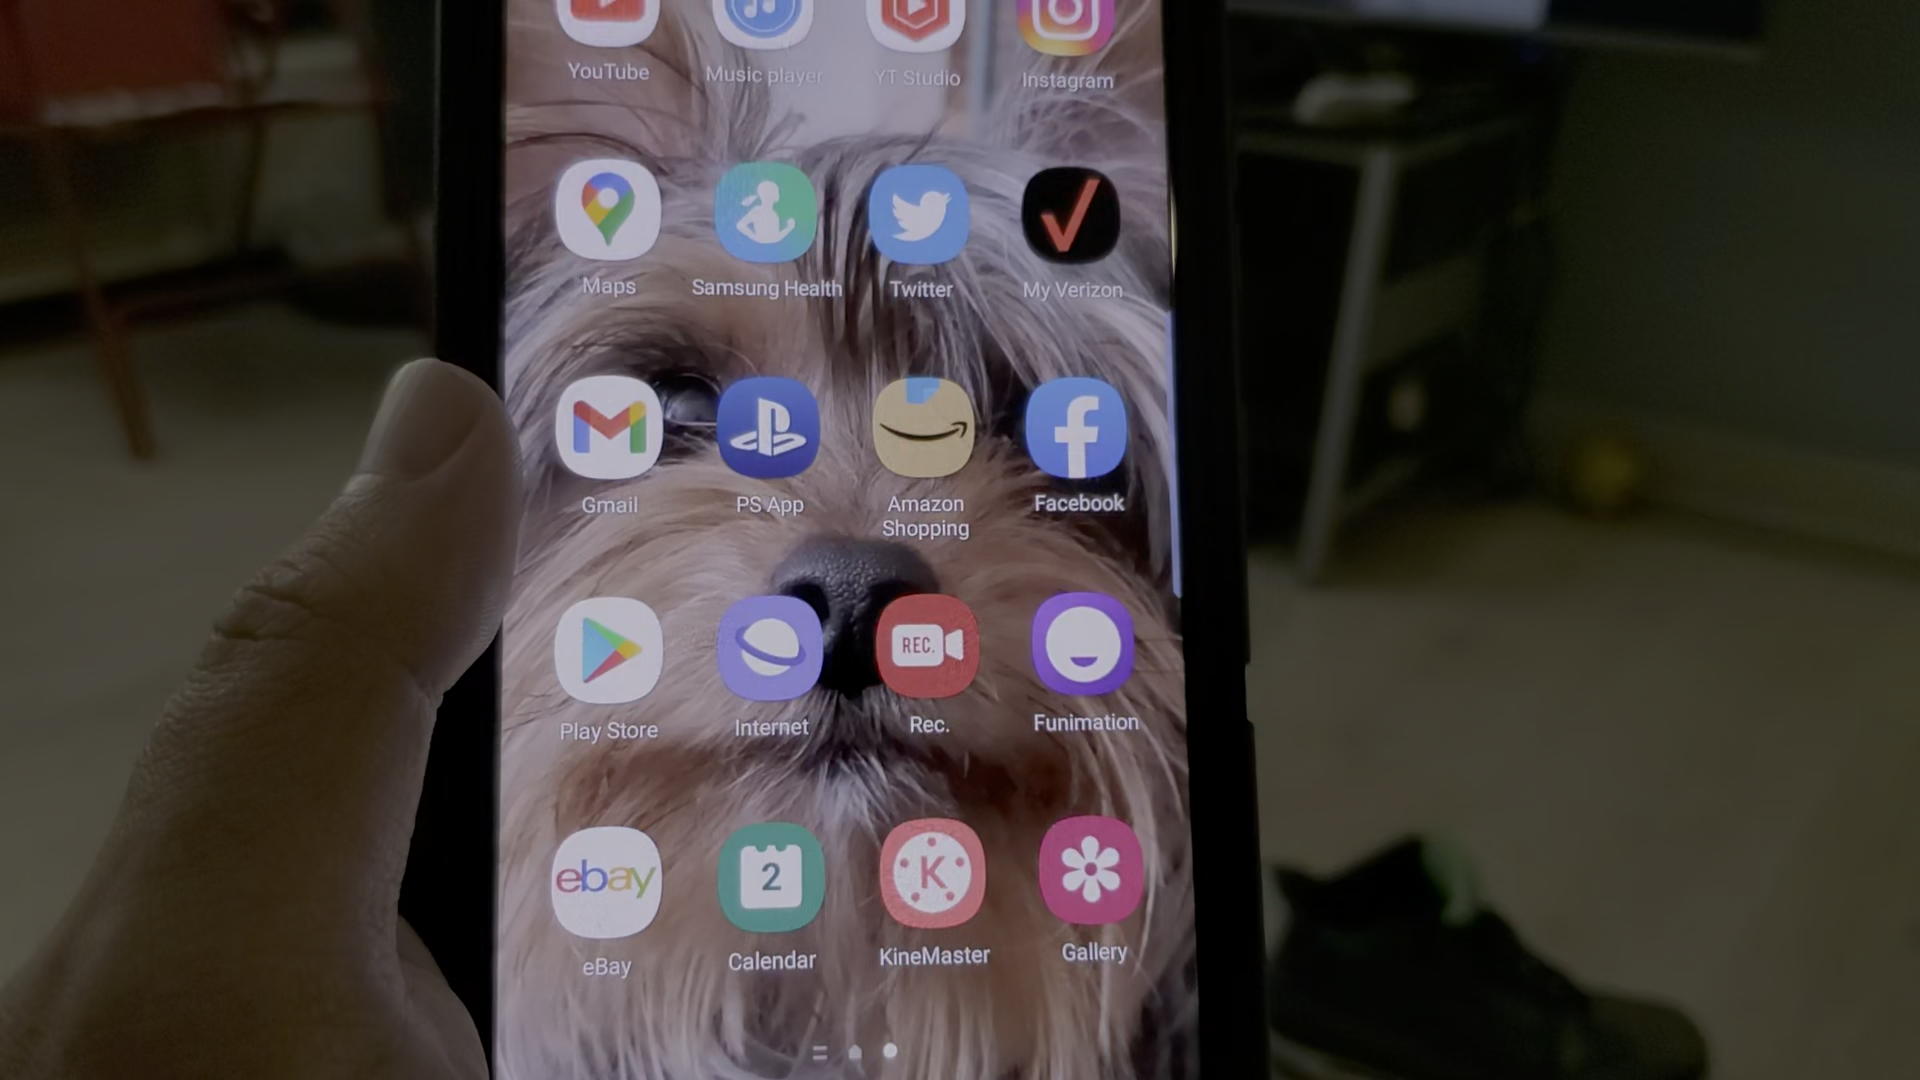 YouTube
Music player
YT Studio
Instagram
Maps
Samsung Health
Twitter
My Verizon
Gmail
PS App
Amazon
Shopping
Facebook
REC.
Play Store
Internet
Rec.
Funimation
ebay
2
K
eBay
Calendar
KineMaster
Gallery